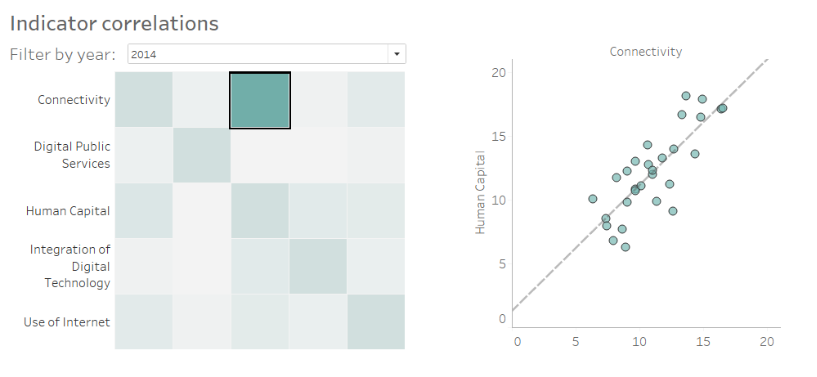 Indicator correlations
Filter by year:
2014
Connectivity
Digital Public
Services
Human Capital
Integration of
Digital
Technology
Use of Internet
Connectivity
Human Capital
20
15
10
5
0
0 5 10 15 20